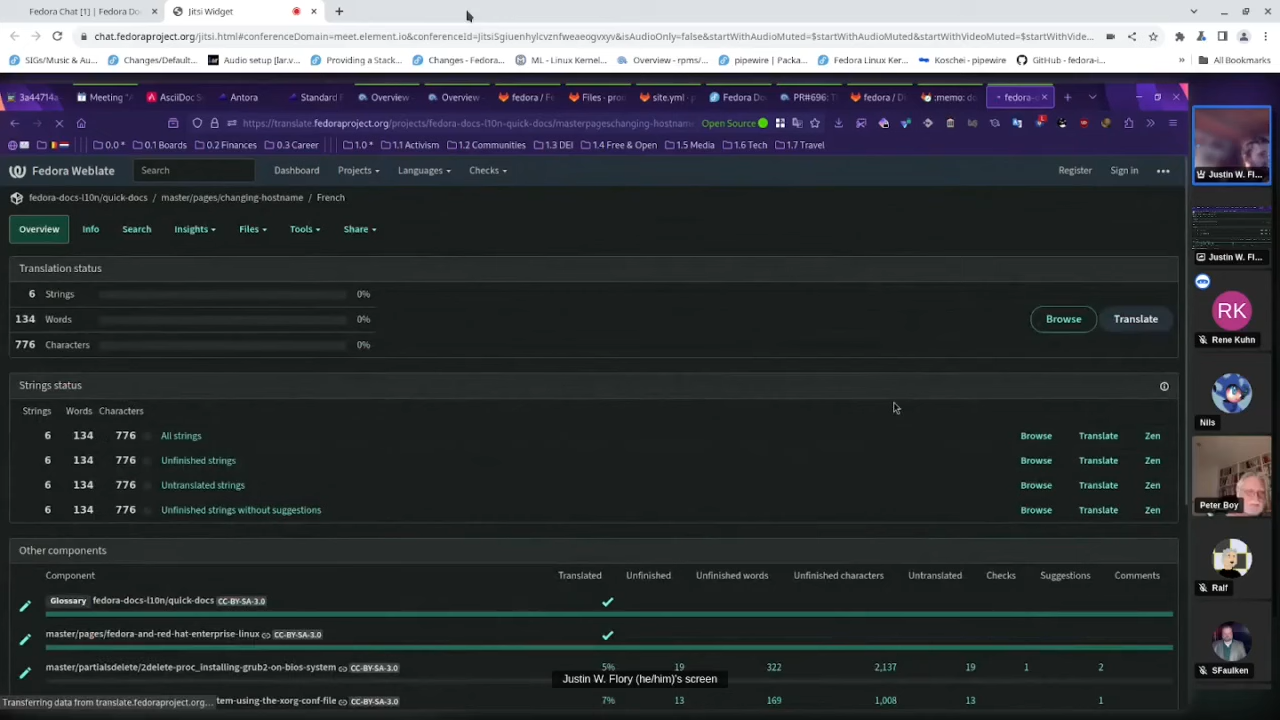 Fedora Chat [1] | Fedora Do
Jitsi Widget
chat.fedoraproject.org/jitsi.html#conferenceDomain=meet.element.io&conferenceId=JitsiSgiuenhylcvznfweaeogvxyv&isAudioOnly=false&startWithAudioMuted=$startWithAudioMuted&startWithVideoMuted=$startWithVide...
SIGs/Music & Au...
Changes/Default...
Audio setup [lar.v...
Providing a Stack...
Changes - Fedora...
ML - Linux Kernel...
Overview - rpms/...
pipewire | Packa...
Fedora Linux Ker...
Koschei - pipewire
GitHub - fedora-i...
All Bookmarks
3a44714a
Meeting "A
AsciiDoc S
Antora
Standard F
Overview -
Overview -
fedora / Fe
Files · pro
site.yml · p
Fedora Do
PR#696: T
fedora / D
:memo: do
fedora-
https://translate.fedoraproject.org/projects/fedora-docs-l10n-quick-docs/masterpageschanging-hostname
Open Source
0.0 *
0.1 Boards
0.2 Finances
0.3 Career
1.0 *
1.1 Activism
1.2 Communities
1.3 DEI
1.4 Free & Open
1.5 Media
1.6 Tech
1.7 Travel
Fedora Weblate
Search
Dashboard
Projects
Languages
Checks
Register
Sign in
fedora-docs-l10n/quick-docs / master/pages/changing-hostname / French
Overview
Info
Search
Insights
Files
Tools
Share
Translation status
6 Strings 0%
134 Words 0%
776 Characters 0%
Browse
Translate
Strings status
Strings Words Characters
6 134 776 All strings Browse Translate Zen
6 134 776 Unfinished strings Browse Translate Zen
6 134 776 Untranslated strings Browse Translate Zen
6 134 776 Unfinished strings without suggestions Browse Translate Zen
Other components
Component Translated Unfinished Unfinished words Unfinished characters Untranslated Checks Suggestions Comments
Glossary fedora-docs-l10n/quick-docs CC-BY-SA-3.0
master/pages/fedora-and-red-hat-enterprise-linux CC-BY-SA-3.0
master/partialsdelete/2delete-proc_installing-grub2-on-bios-system CC-BY-SA-3.0 5% 19 322 2,137 19 1 2
tem-using-the-xorg-conf-file CC-BY-SA-3.0 7% 13 169 1,008 13 1
Transferring data from translate.fedoraproject.org...
Justin W. Flory (he/him)'s screen
Justin W. Fl...
Justin W. Fl...
RK
Rene Kuhn
Nils
Peter Boy
Ralf
SFaulken